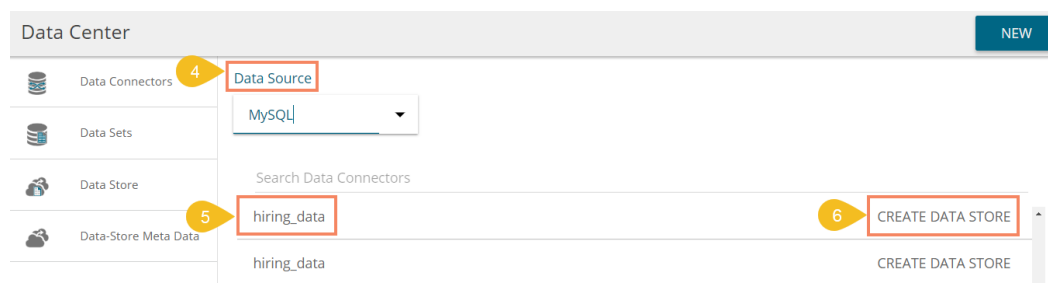 Data Center
NEW
Data Connectors
4
Data Source
MySQL
Data Sets
Search Data Connectors
Data Store
5
hiring_data
6
CREATE DATA STORE
Data-Store Meta Data
hiring_data
CREATE DATA STORE